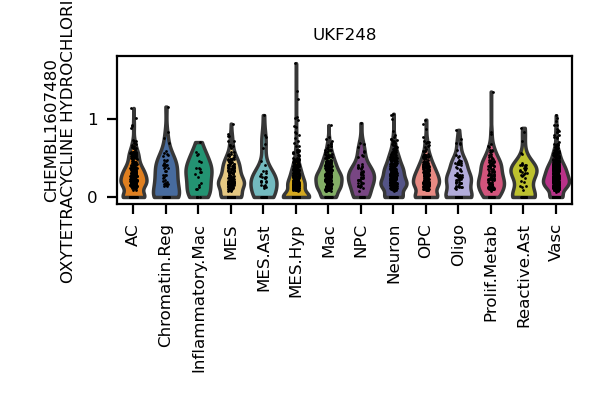 UKF248
CHEMBL1607480
OXYTETRACYCLINE HYDROCHLORI
1
0
AC
Chromatin.Reg
Inflammatory.Mac
MES
MES.Ast
MES.Hyp
Mac
NPC
Neuron
OPC
Oligo
Prolif.Metab
Reactive.Ast
Vasc